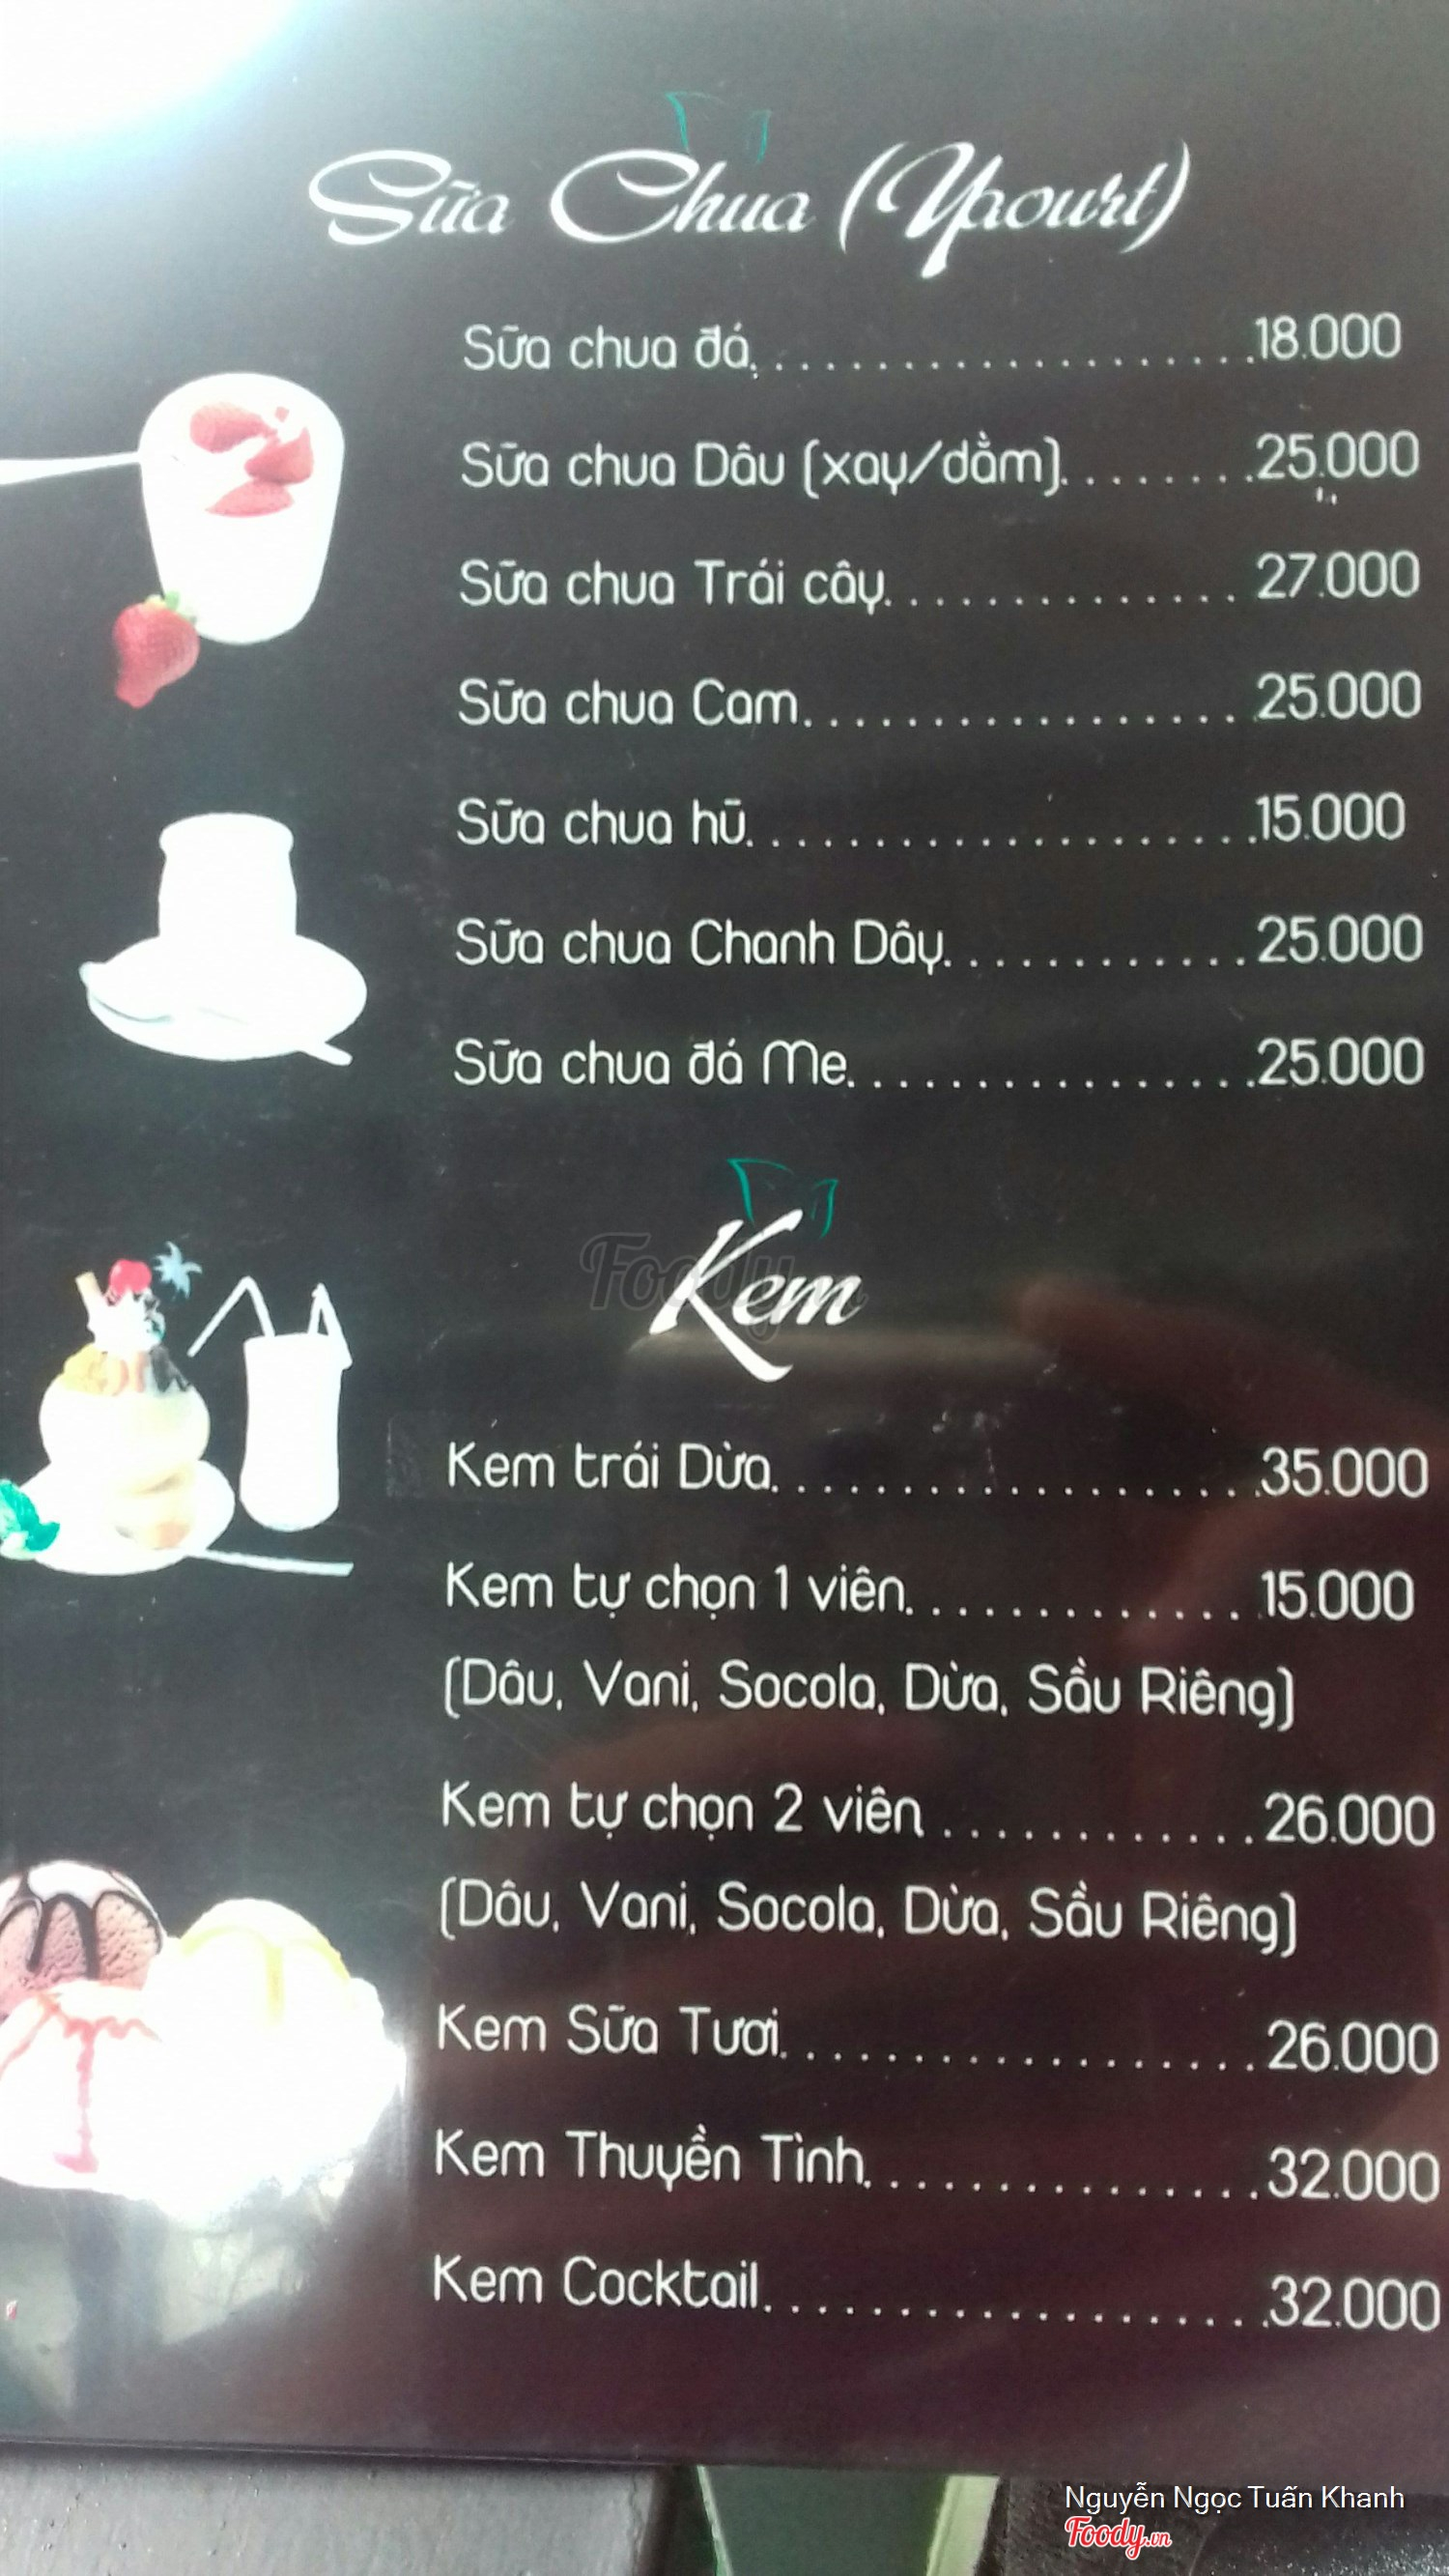 Sữa Chua (Yaourt)
Sữa chua đá.....................18.000
Sữa chua Dâu (xay/dằm)........25.000
Sữa chua Trái cây..............27.000
Sữa chua Cam.................25.000
Sữa chua hũ....................15.000
Sữa chua Chanh Dây............25.000
Sữa chua đá Me................25.000
Foody.vn
Kem
Kem trái Dừa...................35.000
Kem tự chọn 1 viên.............15.000
(Dâu, Vani, Socola, Dừa, Sầu Riêng)
Kem tự chọn 2 viên............26.000
(Dâu, Vani, Socola, Dừa, Sầu Riêng)
Kem Sữa Tươi..................26.000
Kem Thuyền Tình...............32.000
Kem Cocktail...................32.000
Nguyễn Ngọc Tuấn Khanh
Foody.vn